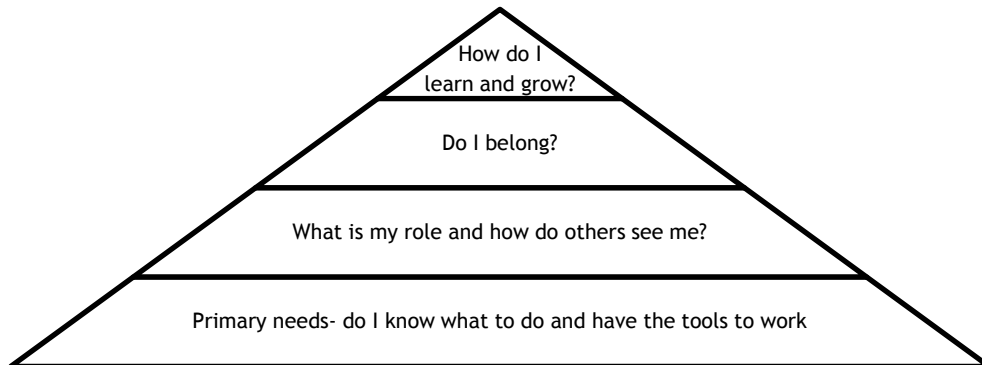 How do I
learn and grow?
Do I belong?
What is my role and how do others see me?
Primary needs- do I know what to do and have the tools to work